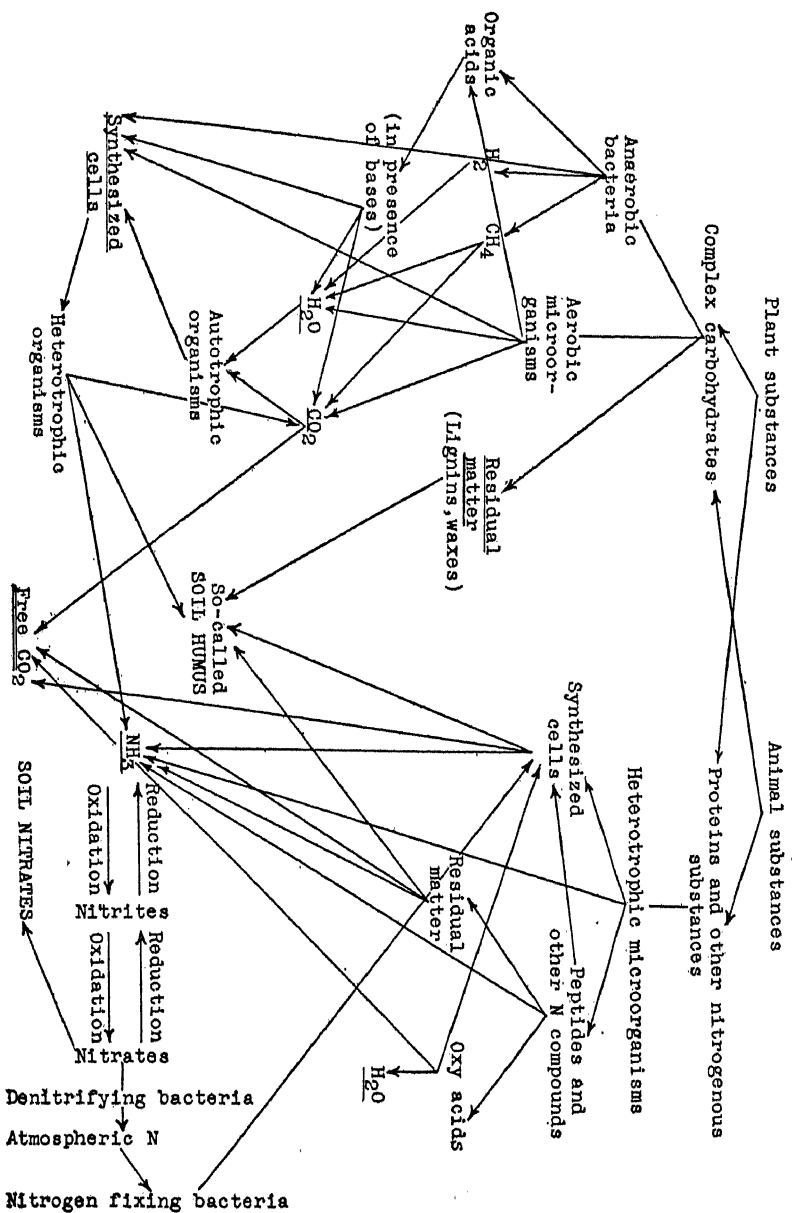 Plant substances
Animal substances
Complex carbohydrates
Proteins and other nitrogenous
substances
Anaerobic
bacteria
Aerobic
microor-
ganisms
Residual
matter
(Lignins, waxes)
Heterotrophic microorganisms
Synthesized
cells
Peptides and
other N compounds
Organic
acids
H2
CH4
(in presence
of bases)
H2O
CO2
Residual
matter
Oxy acids
H2O
Autotrophic
organisms
So-called
SOIL HUMUS
Synthesized
cells
Heterotrophic
organisms
Free CO2
NH3
Reduction
Oxidation
Nitrites
Reduction
Oxidation
Nitrates
SOIL NITRATES
Denitrifying bacteria
Atmospheric N
Nitrogen fixing bacteria